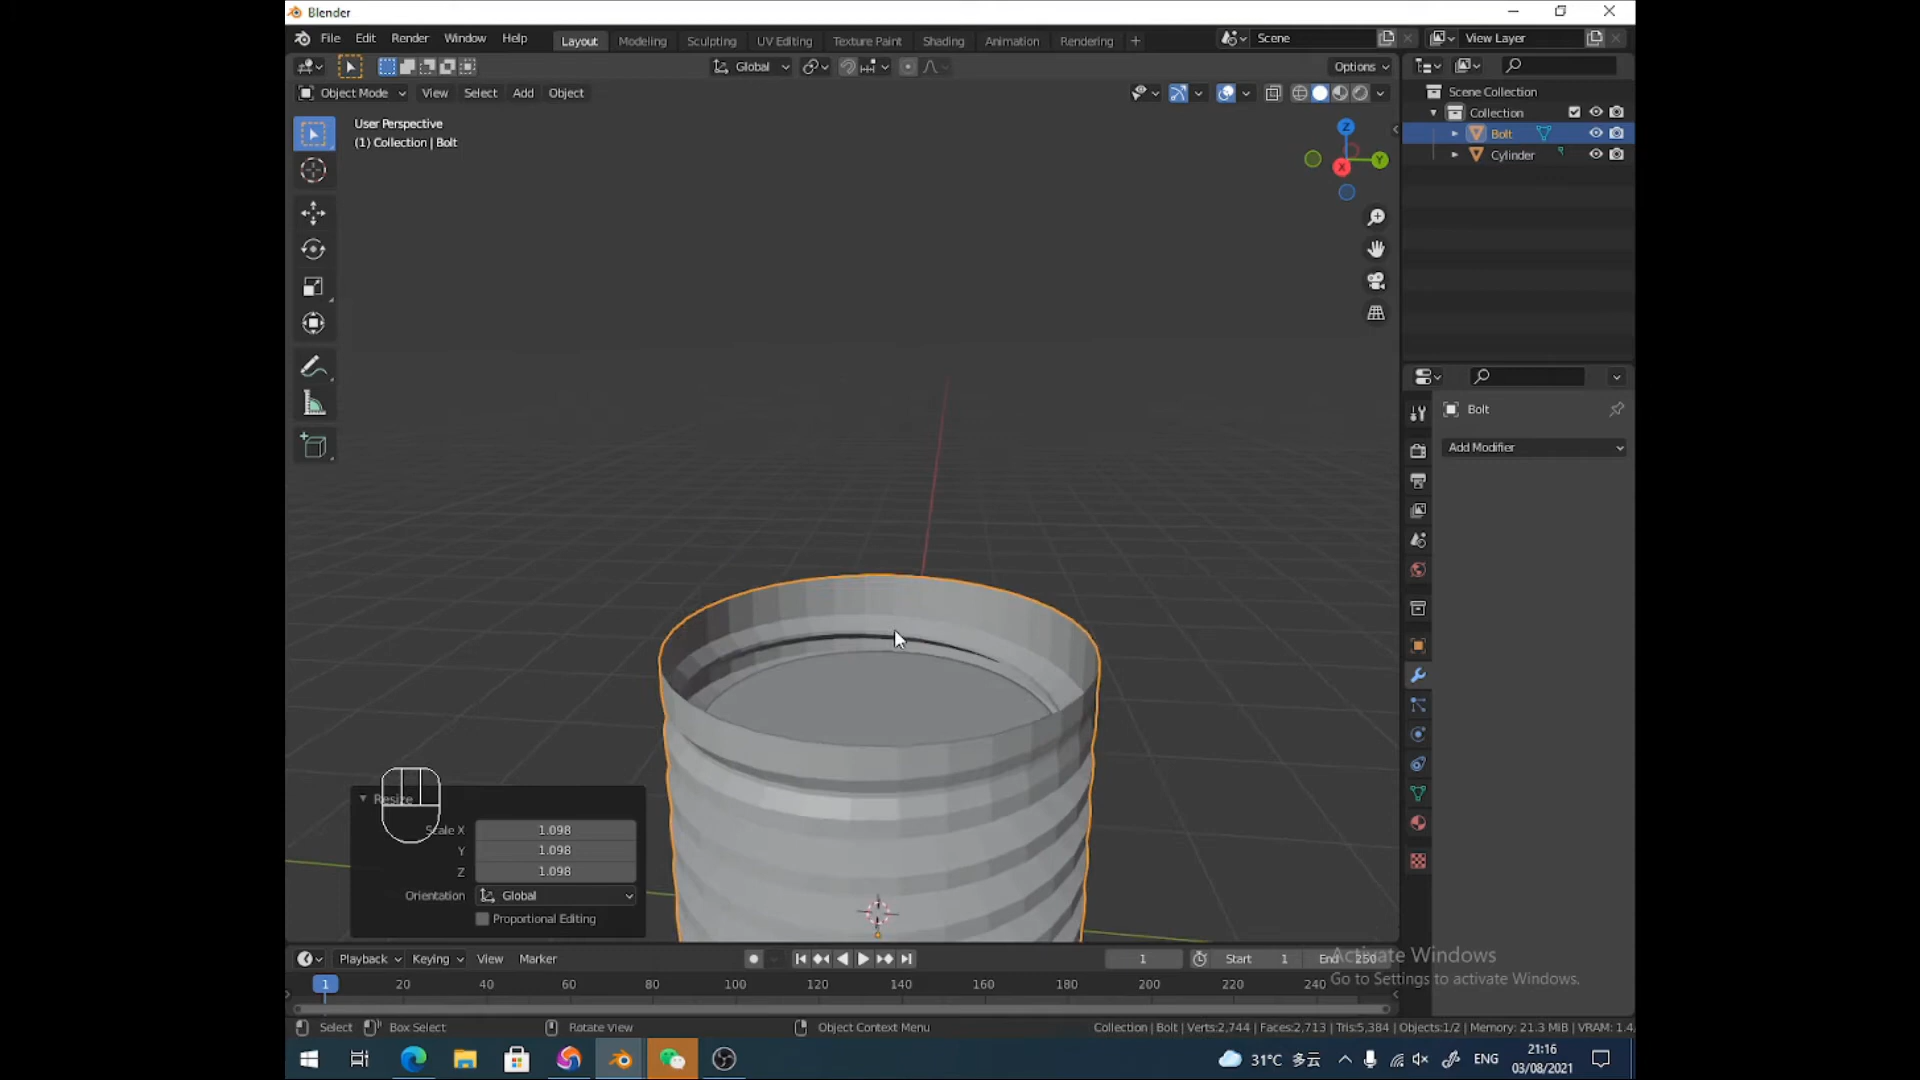 Blender
File Edit Render Window Help Layout Modeling Sculpting UV Editing Texture Paint Shading Animation Rendering + Scene View Layer
Global Options
Object Mode View Select Add Object
User Perspective
(1) Collection | Bolt
Z
Y
X
Scene Collection
Collection
Bolt
Cylinder
Bolt
Add Modifier
Resize
Scale X 1.098
Y 1.098
Z 1.098
Orientation Global
Proportional Editing
Playback Keying View Marker 1 Start 1 End 250
1 20 40 60 80 100 120 140 160 180 200 220 240
Activate Windows
Go to Settings to activate Windows.
Select Box Select Rotate View Object Context Menu Collection | Bolt | Verts:2,744 | Faces:2,713 | Tris:5,384 | Objects:1/2 | Memory: 21.3 MiB | VRAM: 1.4
31°C 多云 ENG 21:16
03/08/2021